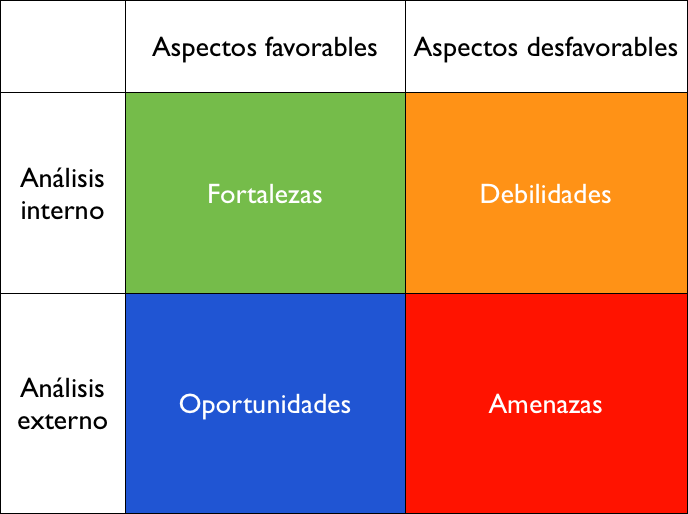 Aspectos favorables
Aspectos desfavorables
Análisis
interno
Fortalezas
Debilidades
Análisis
externo
Oportunidades
Amenazas